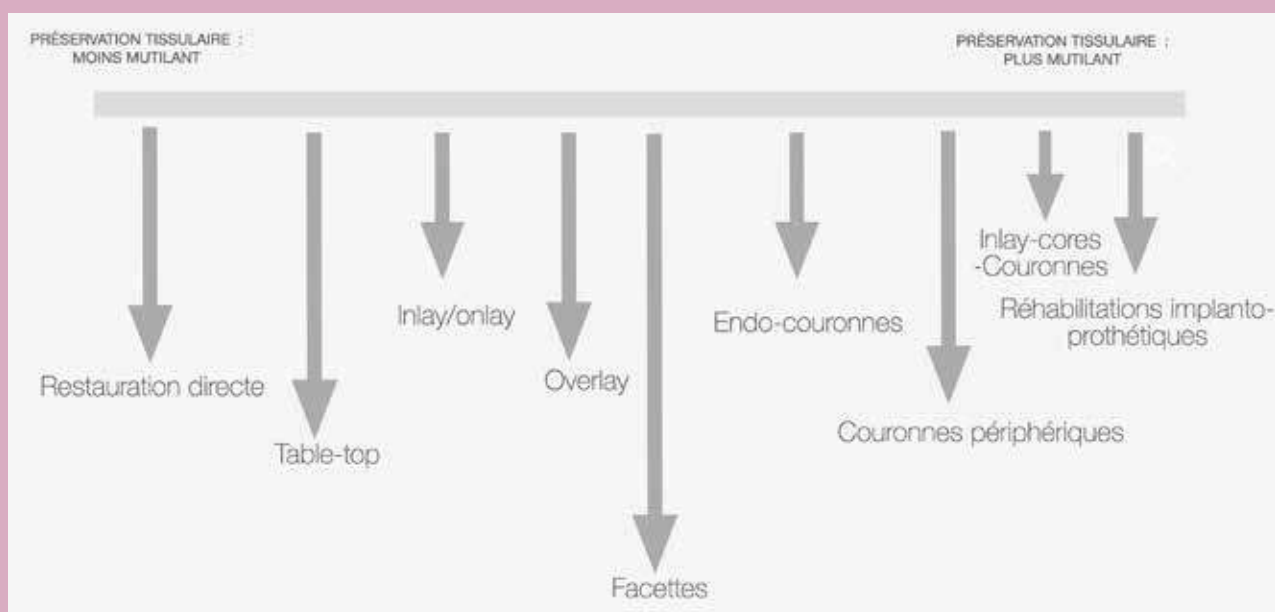 PRÉSERVATION TISSULAIRE :
MOINS MUTILANT
PRÉSERVATION TISSULAIRE :
PLUS MUTILANT
Restauration directe
Table-top
Inlay/onlay
Overlay
Facettes
Endo-couronnes
Couronnes périphériques
Inlay-cores
-Couronnes
Réhabilitations implanto-
prothétiques